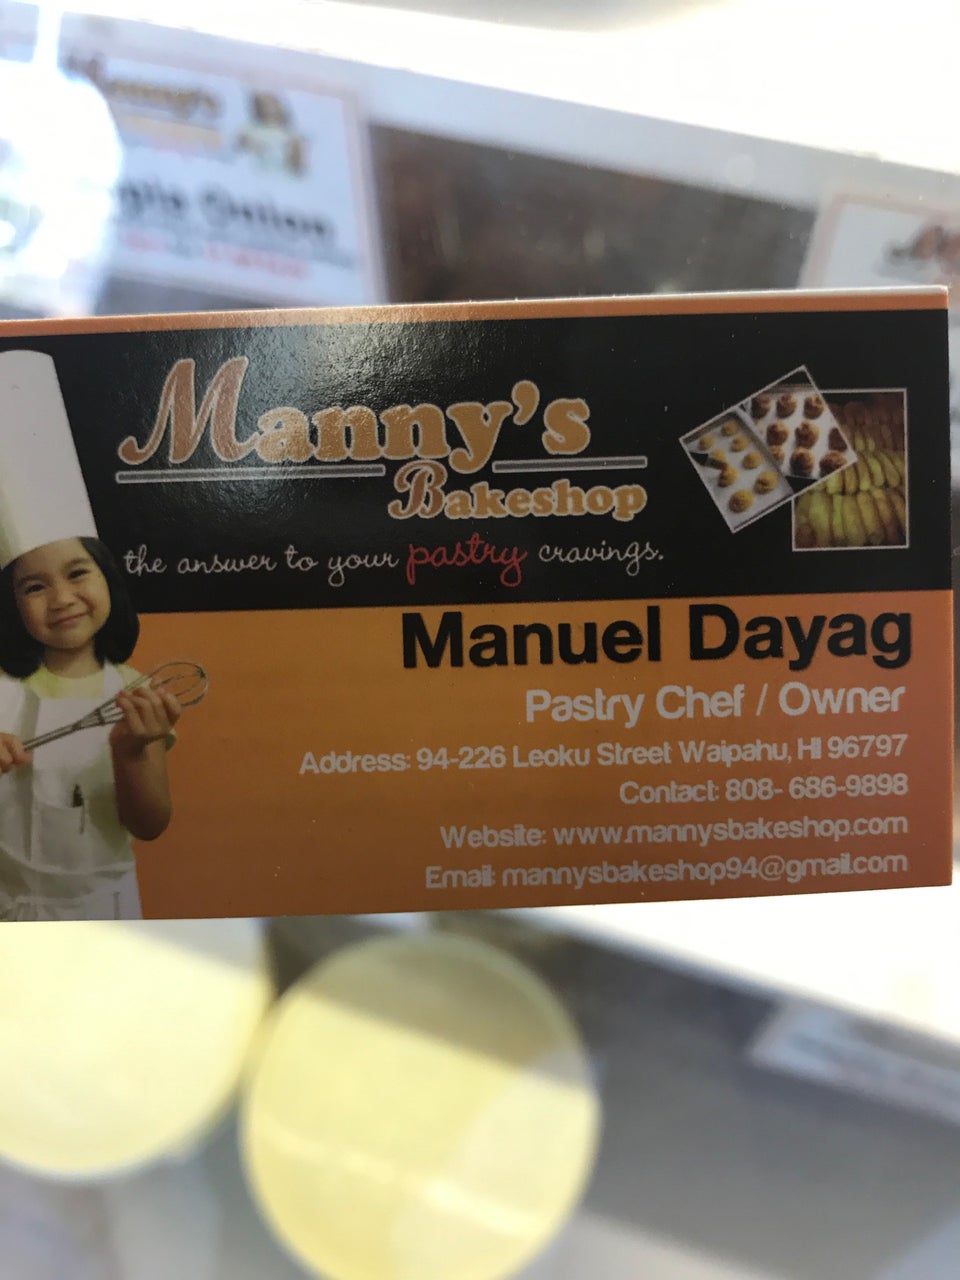 Onion
Manny's
Bakeshop
the answer to your pastry cravings.
Manuel Dayag
Pastry Chef / Owner
Address: 94-226 Leoku Street Waipahu, HI 96797
Contact: 808- 686-9898
Website: www.mannysbakeshop.com
Email: mannysbakeshop94@gmail.com